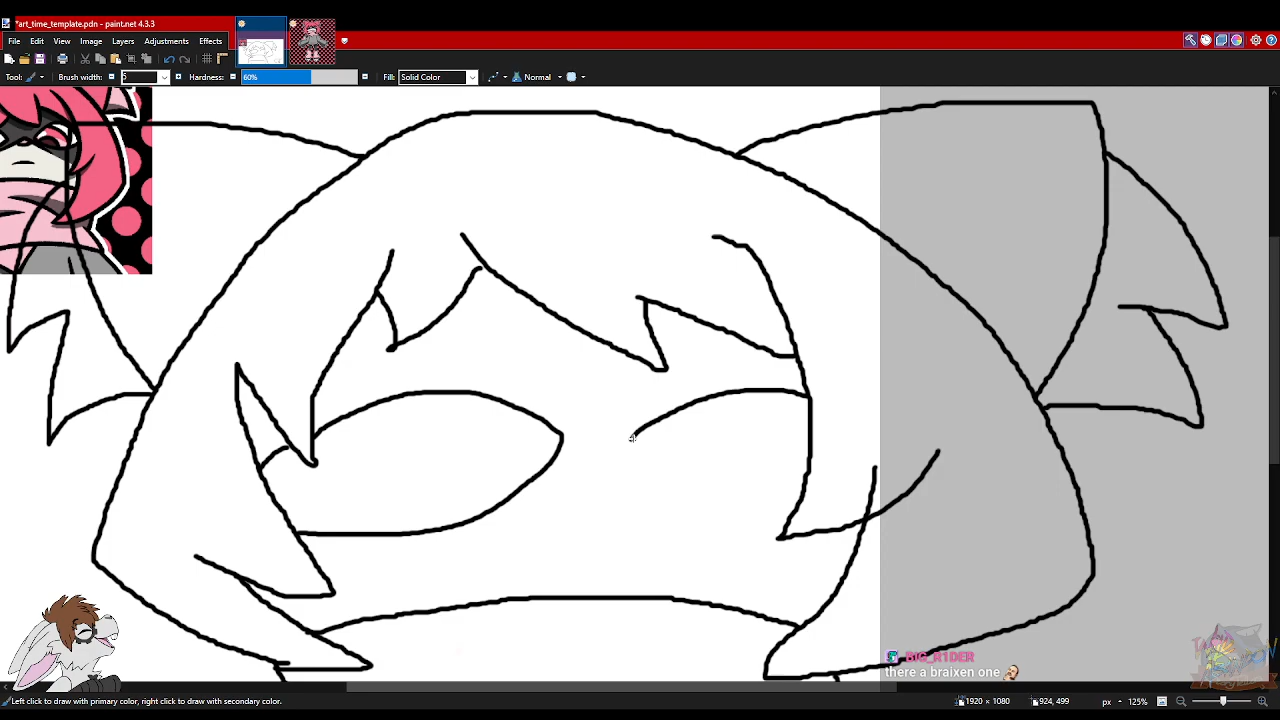 *art_time_template.pdn - paint.net 4.3.3
File Edit View Image Layers Adjustments Effects
Tool: Brush width: 5 Hardness: 60% Fill: Solid Color Normal
BIG_R1DER
there a braixen one
Left click to draw with primary color, right click to draw with secondary color. 1920 × 1080 924, 499 px 125%